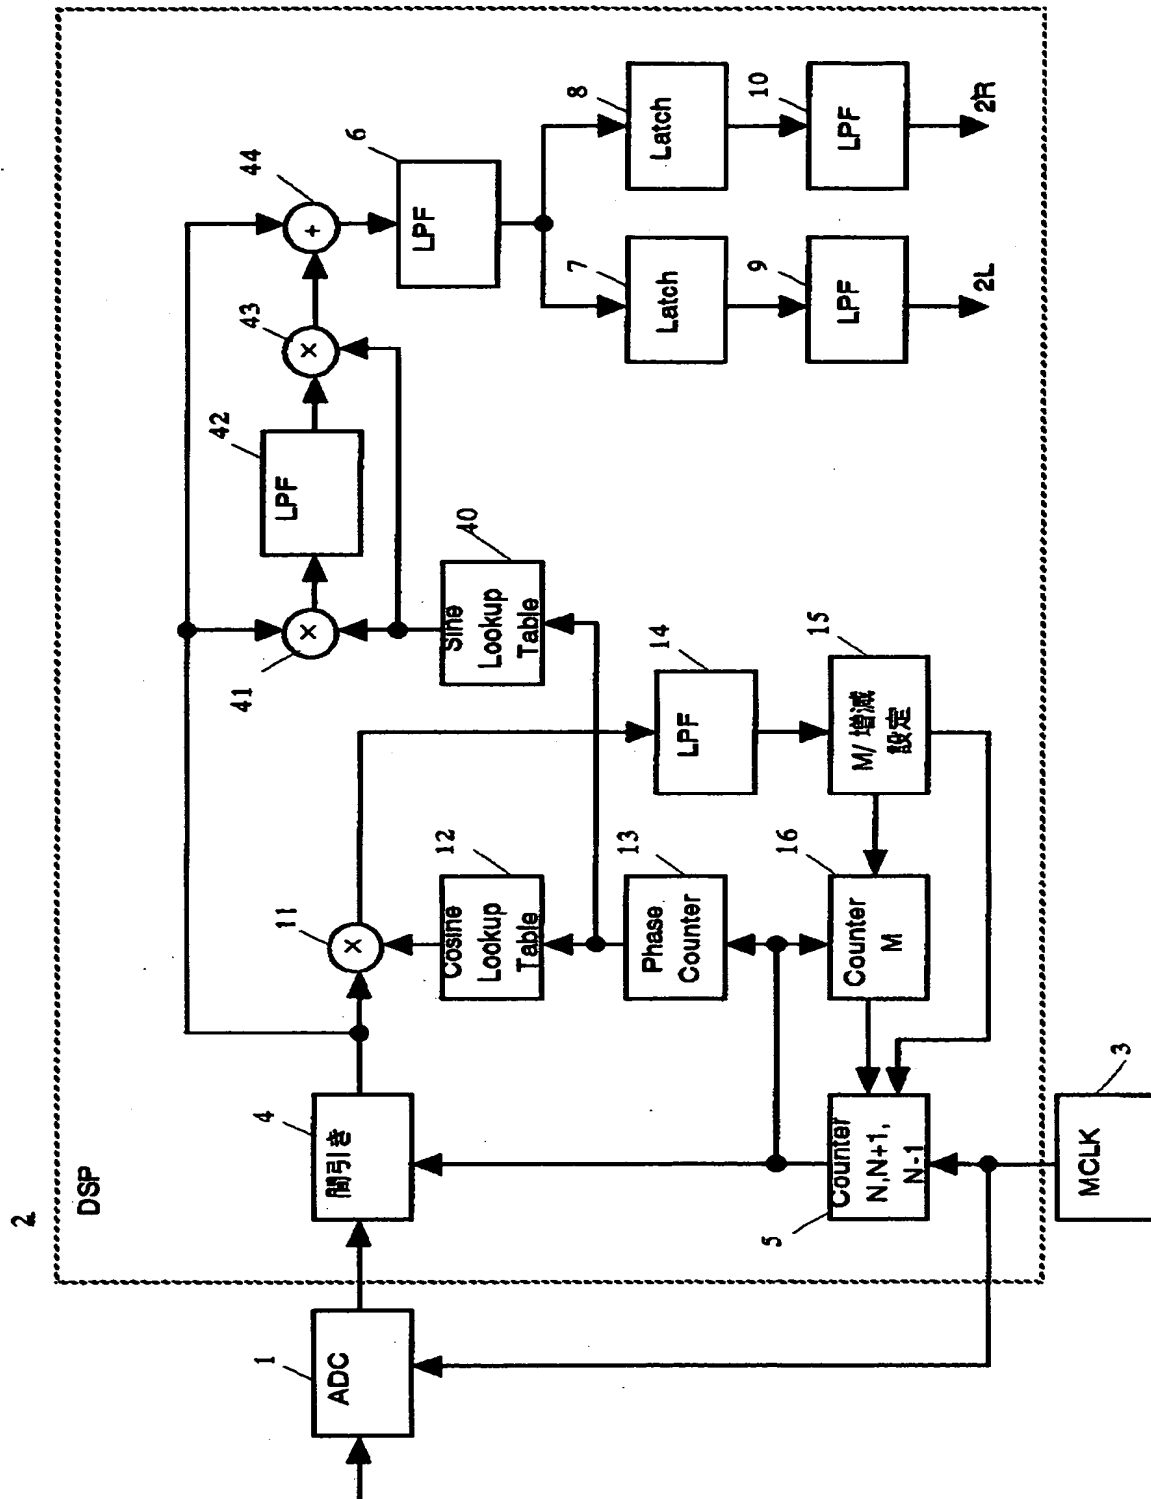 2
DSP
1
ADC
4
間引き
3
MCLK
5
Counter
N,N+1,
N-1
11
×
12
Cosine
Lookup
Table
13
Phase
Counter
16
Counter
M
14
LPF
15
M/増減
設定
40
Sine
Lookup
Table
41
×
42
LPF
43
×
44
+
6
LPF
7
Latch
8
Latch
9
LPF
10
LPF
2L
2R